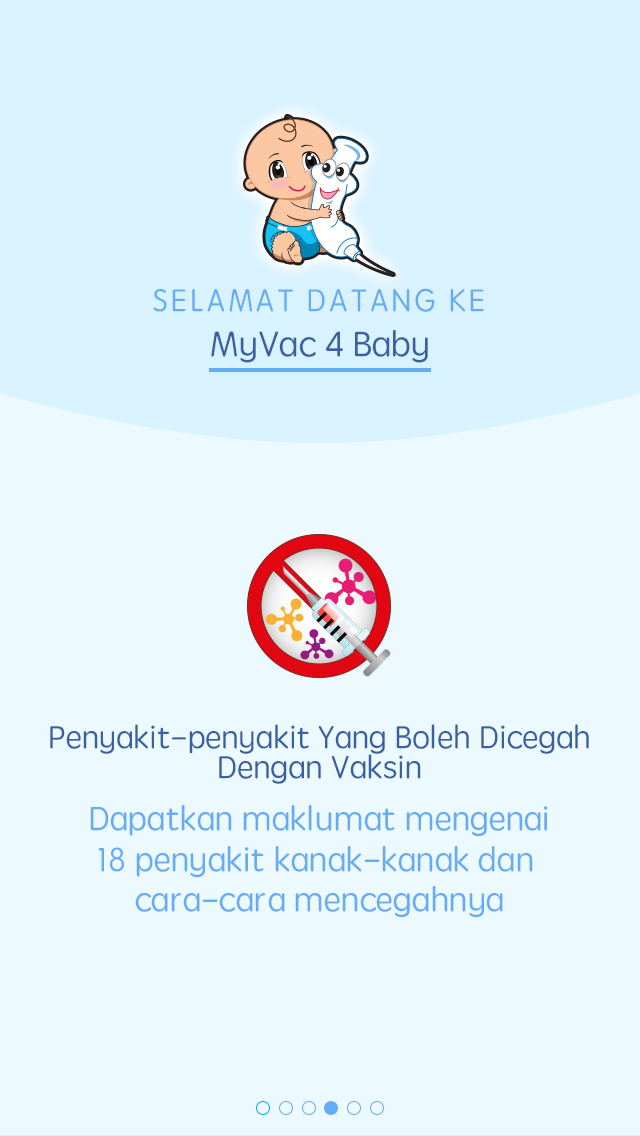 SELAMAT DATANG KE
MyVac 4 Baby
Penyakit-penyakit Yang Boleh Dicegah
Dengan Vaksin
Dapatkan maklumat mengenai
18 penyakit kanak-kanak dan
cara-cara mencegahnya